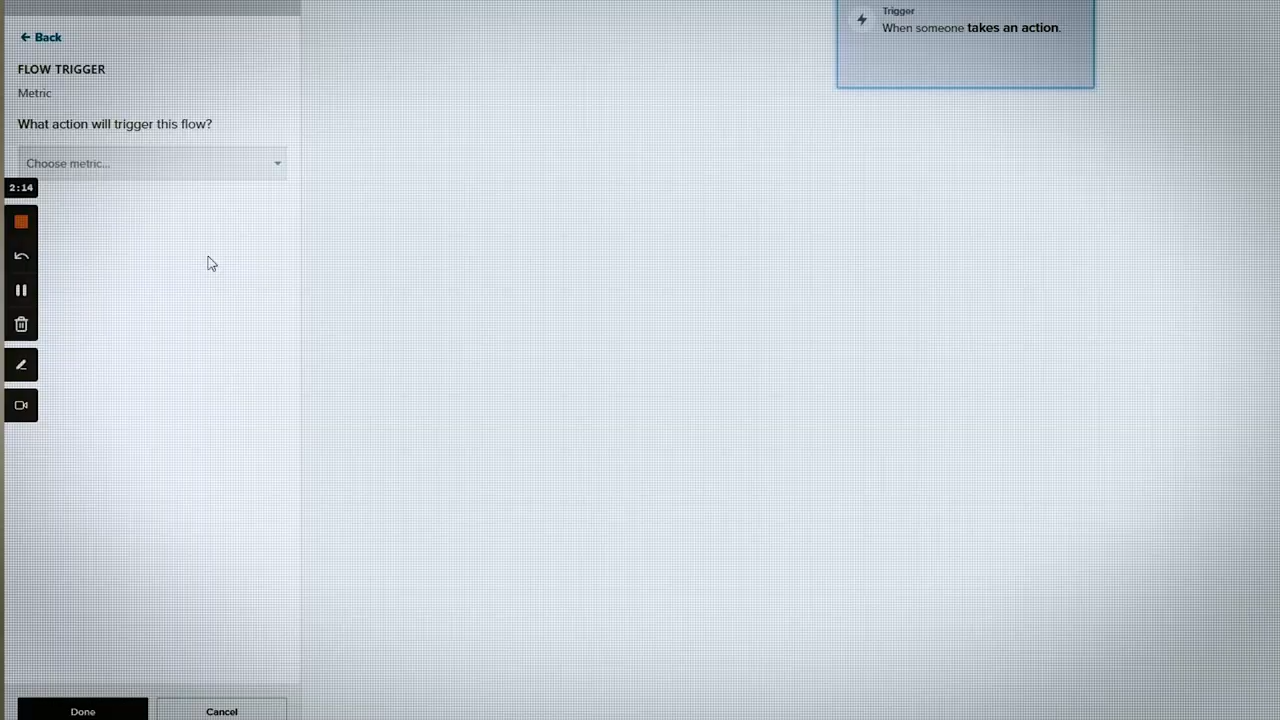 Trigger
When someone takes an action.
← Back
FLOW TRIGGER
Metric
What action will trigger this flow?
Choose metric...
2:14
Done
Cancel